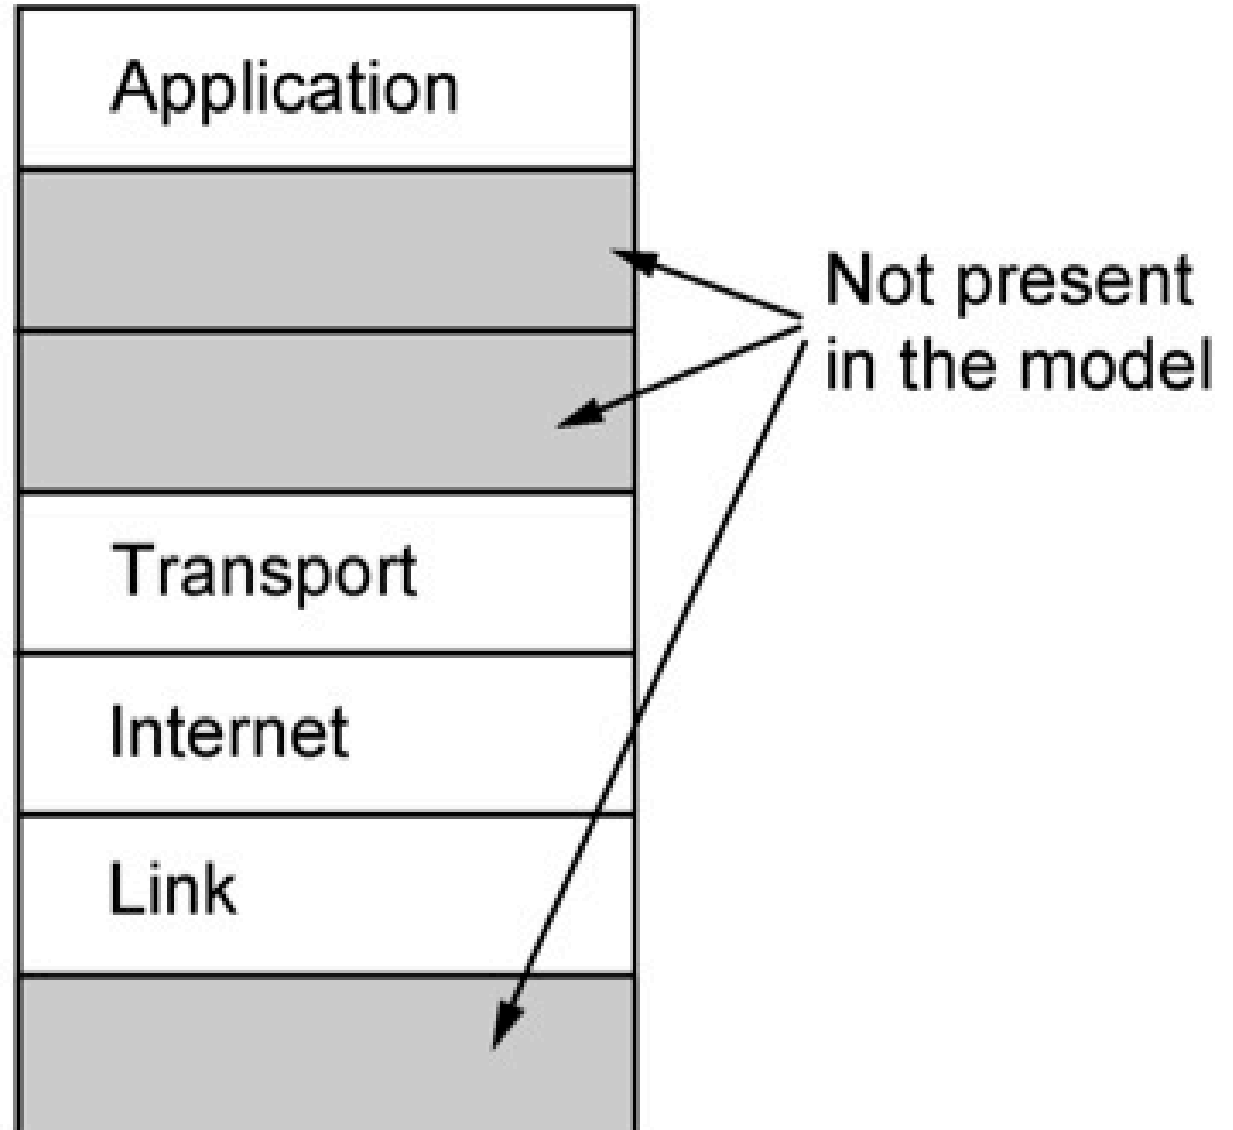 Application
Not present
in the model
Transport
Internet
Link